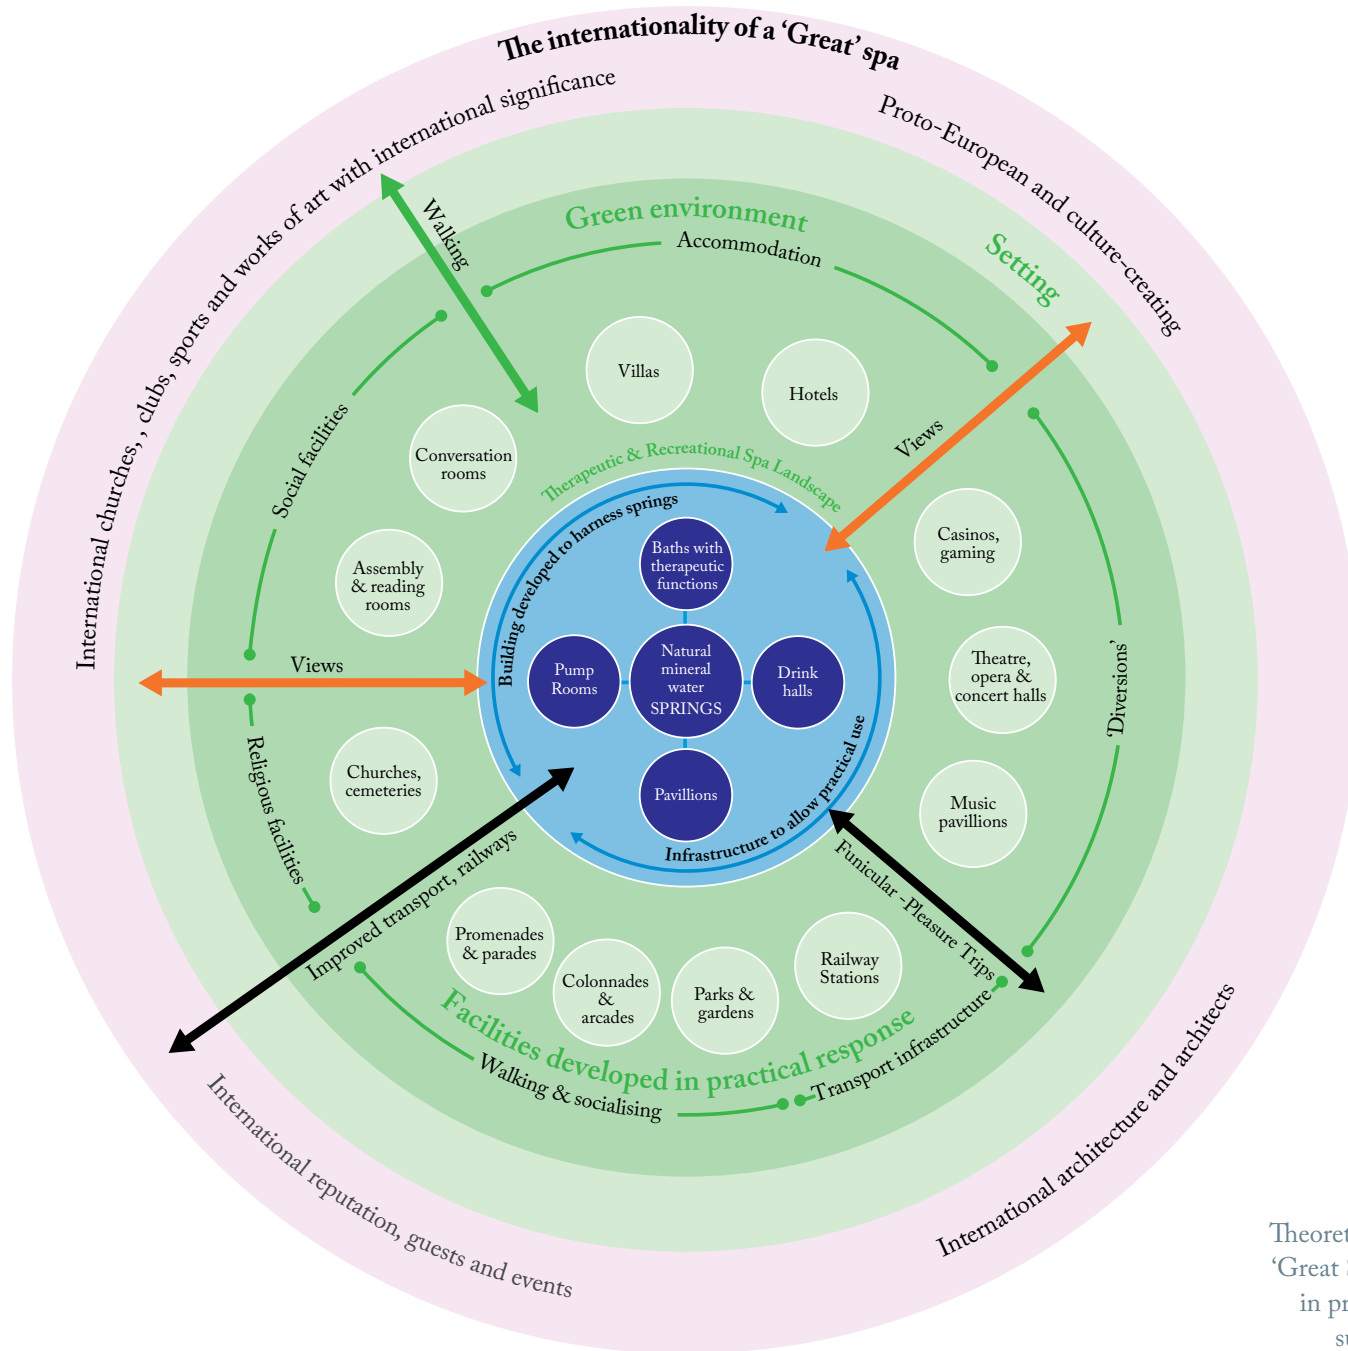 The internationality of a ‘Great’ spa
International churches, , clubs, sports and works of art with international significance
Proto-European and culture-creating
Setting
Green environment
Walking
Accommodation
Villas
Hotels
Views
Social facilities
Conversation
rooms
Assembly
& reading
rooms
Therapeutic & Recreational Spa Landscape
Building developed to harness springs
Baths with
therapeutic
functions
Pump
Rooms
Natural
mineral
water
SPRINGS
Drink
halls
Pavillions
Infrastructure to allow practical use
Casinos,
gaming
Theatre,
opera &
concert halls
Music
pavillions
‘Diversions’
Views
Religious facilities
Churches,
cemeteries
Improved transport, railways
Funicular -Pleasure Trips
Promenades
& parades
Colonnades
&
arcades
Parks &
gardens
Railway
Stations
Facilities developed in practical response
Walking & socialising
Transport infrastructure
International reputation, guests and events
International architecture and architects
‘Great
in